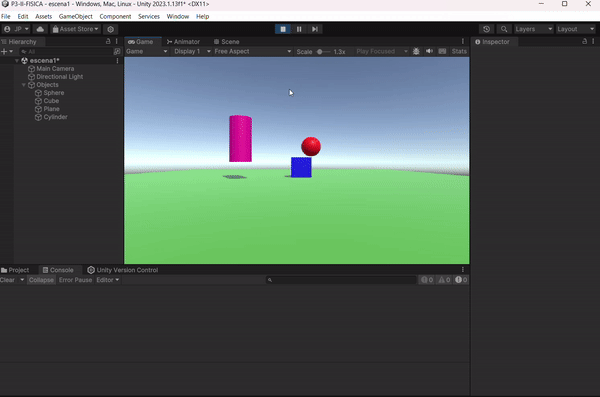 P3-II-FISICA - escena1 - Windows, Mac, Linux - Unity 2023.1.13f1* <DX11>
File Edit Assets GameObject Component Services Window Help
JP Asset Store Layers Layout
Hierarchy Game Animator Scene Inspector
All Game Display 1 Free Aspect Scale 1.3x Play Focused Stats
escena1*
Main Camera
Directional Light
Objects
Sphere
Cube
Plane
Cylinder
Project Console Unity Version Control
Clear Collapse Error Pause Editor 0 0 0